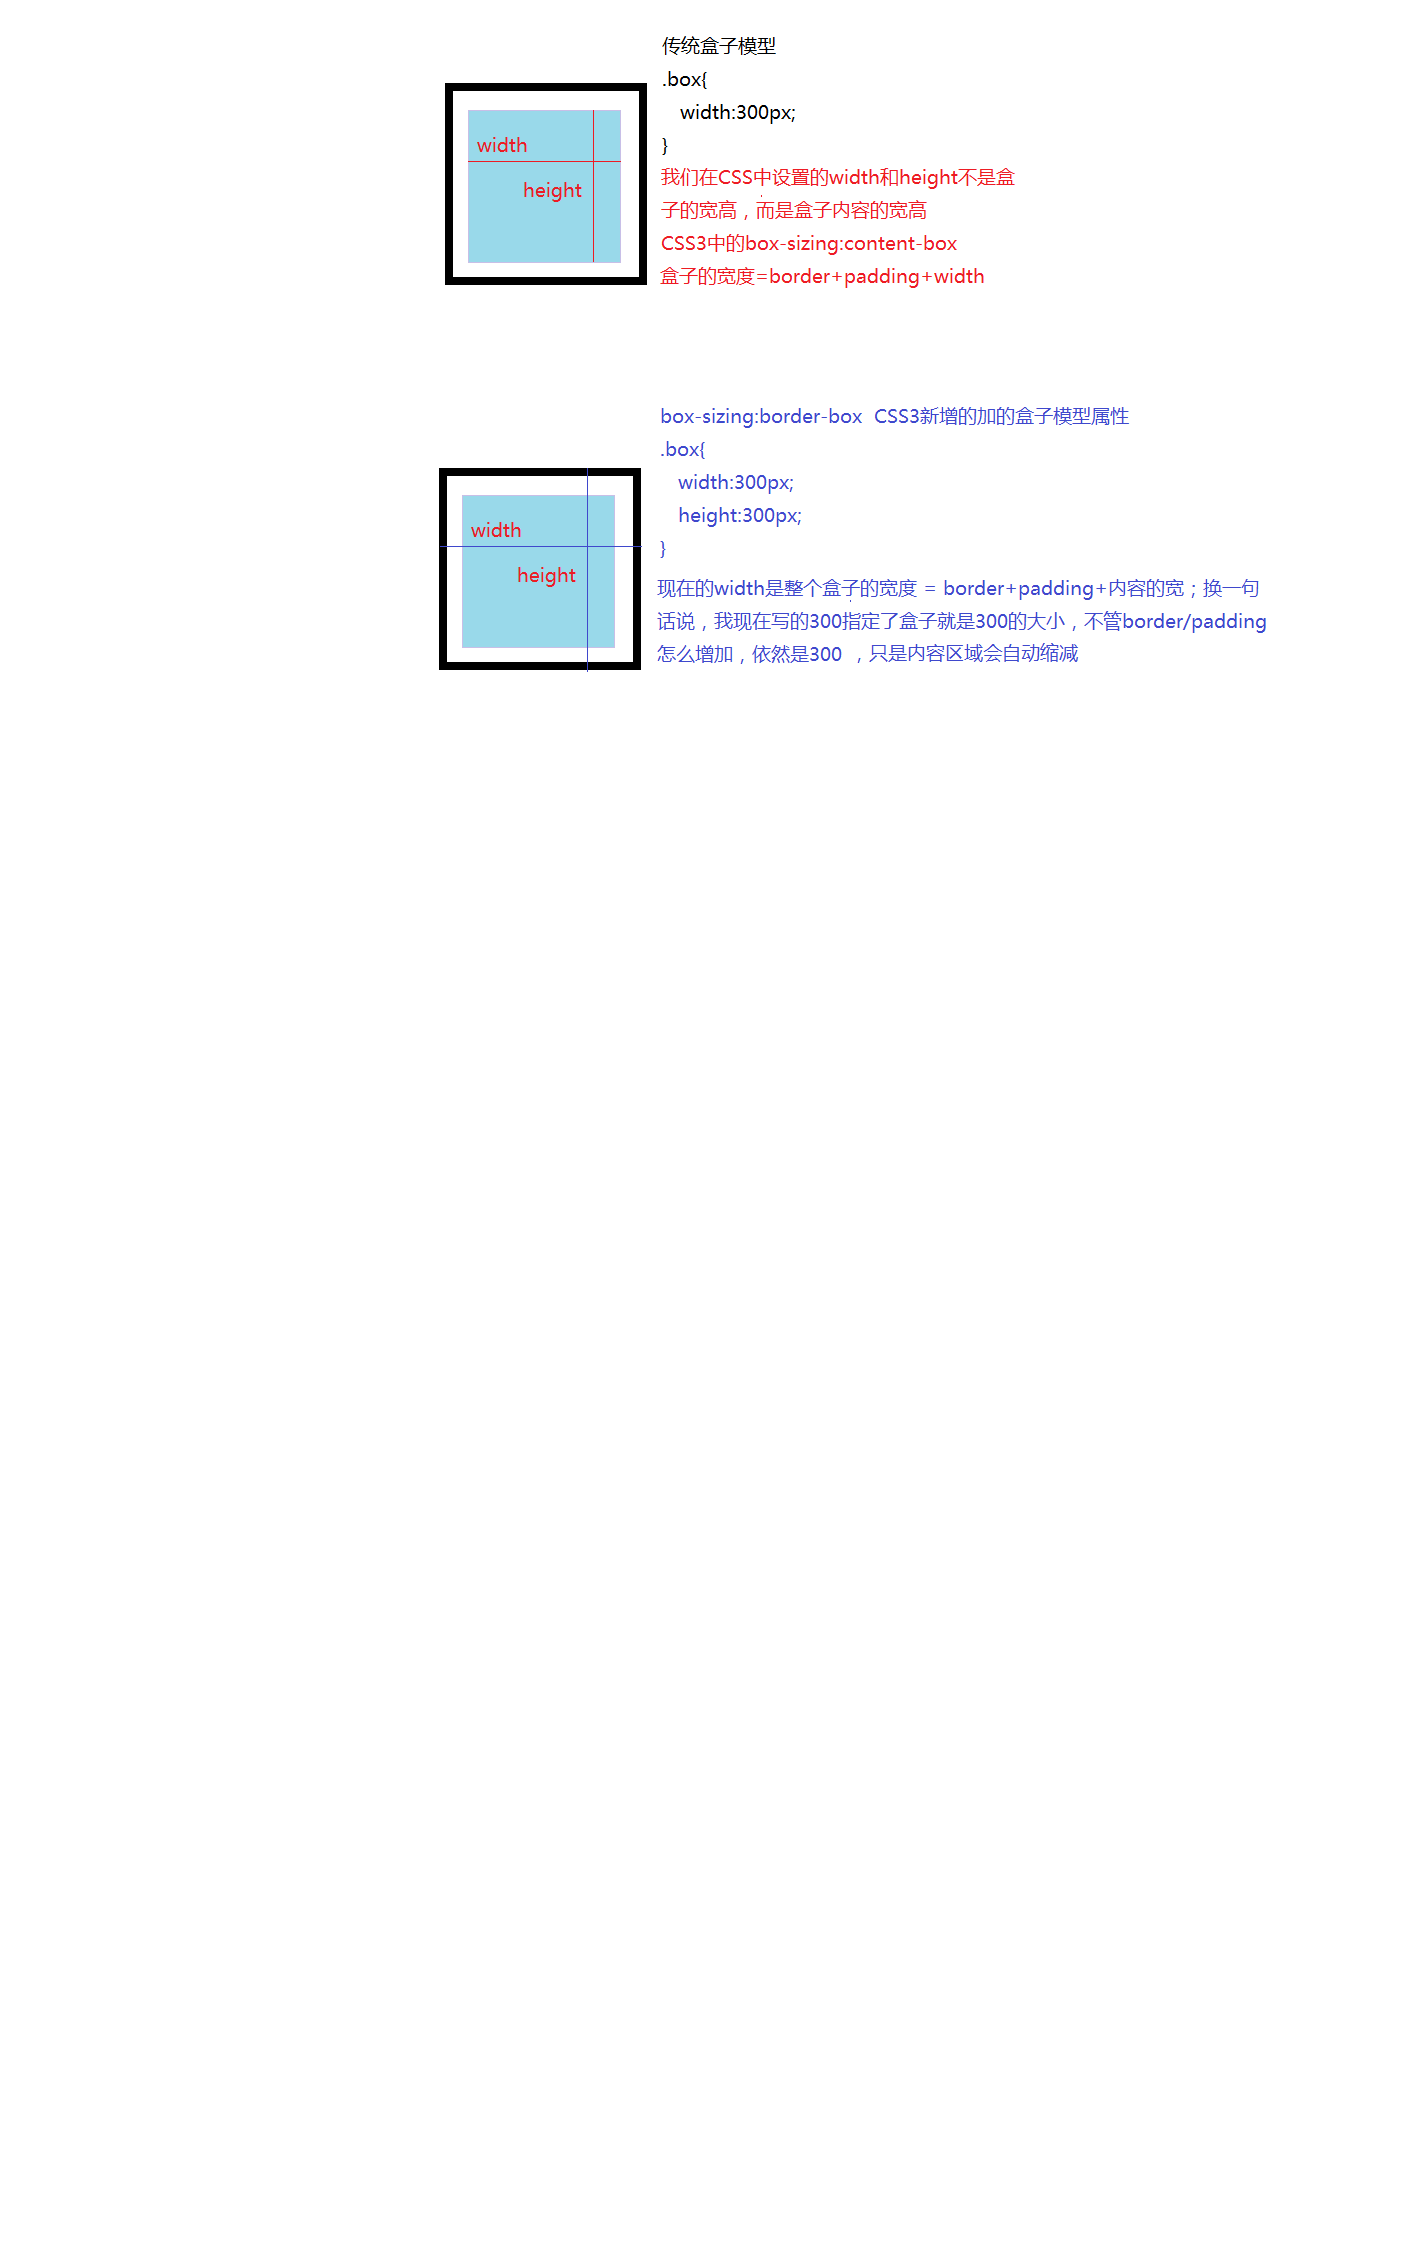 传统盒子模型
.box{
width:300px;
}
width
height
我们在CSS中设置的width和height不是盒
子的宽高，而是盒子内容的宽高
CSS3中的box-sizing:content-box
盒子的宽度=border+padding+width
box-sizing:border-box CSS3新增的加的盒子模型属性
.box{
width:300px;
height:300px;
}
width
height
现在的width是整个盒子的宽度 = border+padding+内容的宽；换一句
话说，我现在写的300指定了盒子就是300的大小，不管border/padding
怎么增加，依然是300 ，只是内容区域会自动缩减